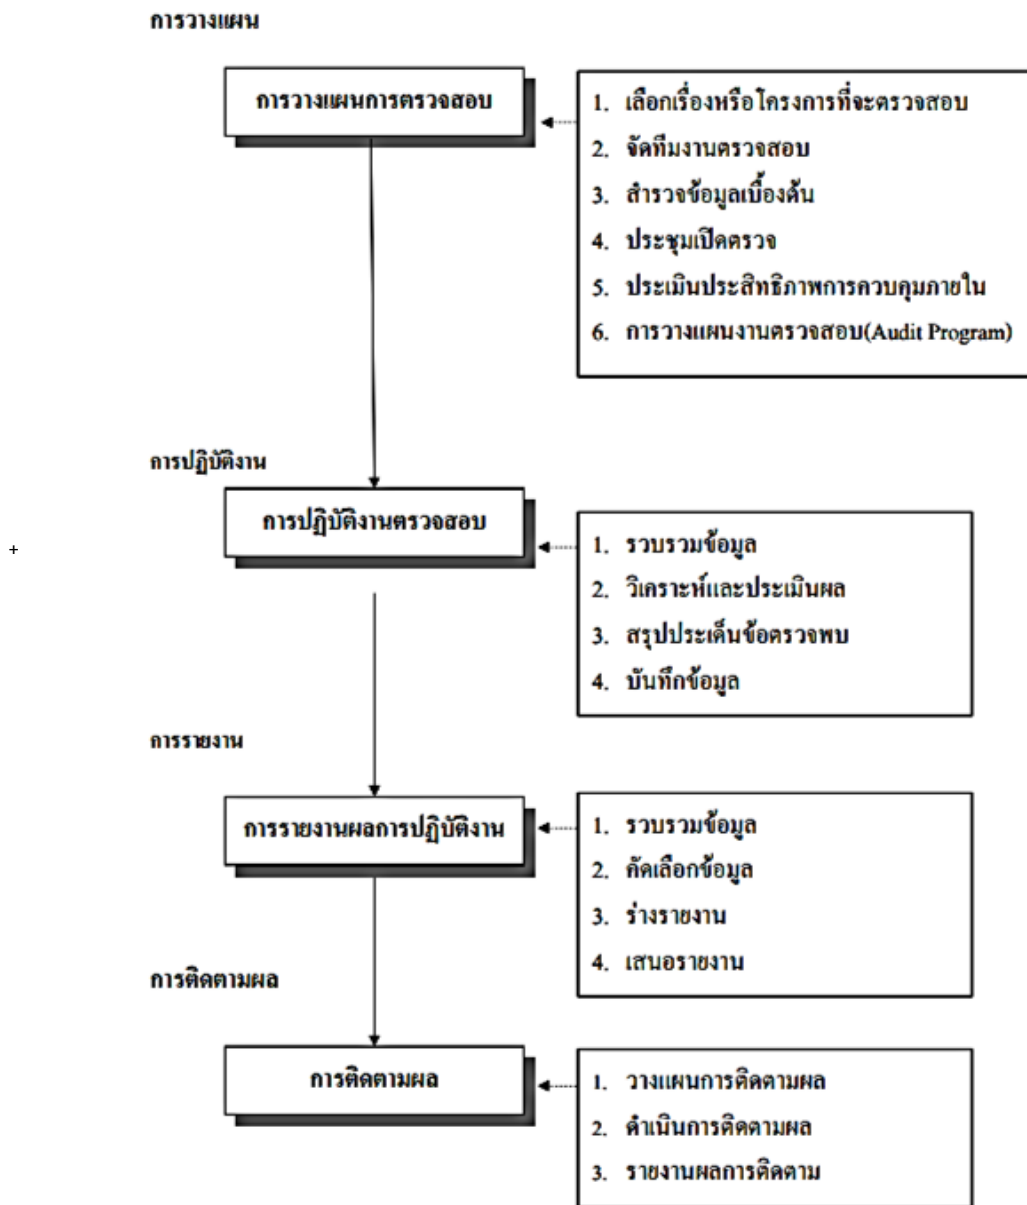 การวางแผน
การวางแผนการตรวจสอบ
1. เลือกเรื่องหรือโครงการที่จะตรวจสอบ
2. จัดทีมงานตรวจสอบ
3. สำรวจข้อมูลเบื้องต้น
4. ประชุมเปิดตรวจ
5. ประเมินประสิทธิภาพการควบคุมภายใน
6. การวางแผนงานตรวจสอบ(Audit Program)
การปฏิบัติงาน
การปฏิบัติงานตรวจสอบ
1. รวบรวมข้อมูล
2. วิเคราะห์และประเมินผล
3. สรุปประเด็นข้อตรวจพบ
4. บันทึกข้อมูล
+
การรายงาน
การรายงานผลการปฏิบัติงาน
1. รวบรวมข้อมูล
2. คัดเลือกข้อมูล
3. ร่างรายงาน
4. เสนอรายงาน
การติดตามผล
การติดตามผล
1. วางแผนการติดตามผล
2. ดำเนินการติดตามผล
3. รายงานผลการติดตาม